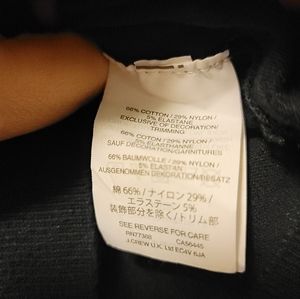 66% COTTON / 29% NYLON /
5% ELASTANE
EXCLUSIVE OF DECORATION/
TRIMMING
66% COTON / 29% NYLON /
5% ÉLASTHANNE
SAUF DÉCORATION/GARNITURES
66% BAUMWOLLE / 29% NYLON /
5% ELASTAN
AUSGENOMMEN DEKORATION/BESATZ
綿 66% / ナイロン 29% /
エラステーン 5%
装飾部分を除く/トリム部
SEE REVERSE FOR CARE
RN77388 CA56445
J.CREW U.K. Ltd EC4V 6JA